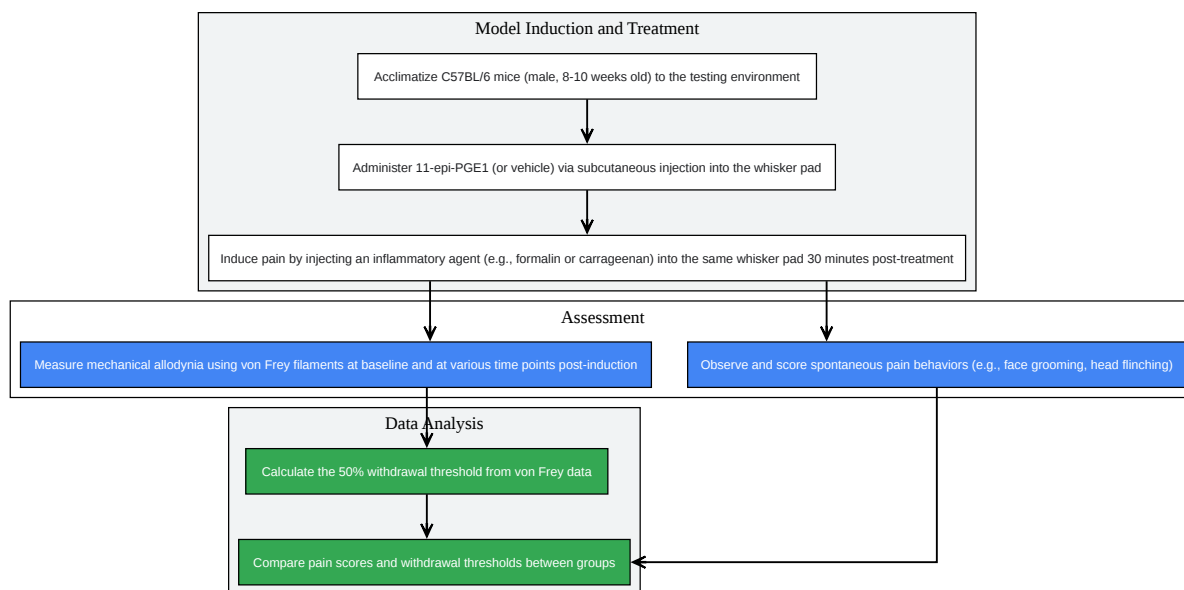 Model Induction and Treatment
Acclimatize C57BL/6 mice (male, 8-10 weeks old) to the testing environment
Administer 11-epi-PGE1 (or vehicle) via subcutaneous injection into the whisker pad
Induce pain by injecting an inflammatory agent (e.g., formalin or carrageenan) into the same whisker pad 30 minutes post-treatment
Assessment
Measure mechanical allodynia using von Frey filaments at baseline and at various time points post-induction
Observe and score spontaneous pain behaviors (e.g., face grooming, head flinching)
Data Analysis
Calculate the 50% withdrawal threshold from von Frey data
Compare pain scores and withdrawal thresholds between groups